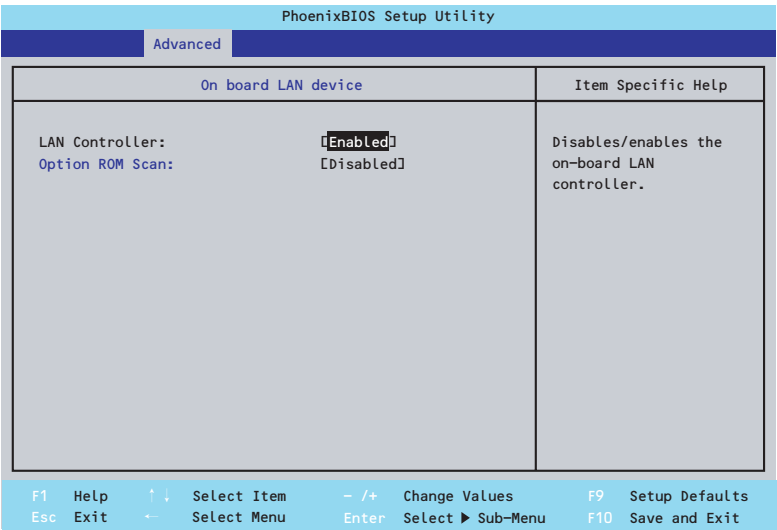 PhoenixBIOS Setup Utility
Advanced
On board LAN device
Item Specific Help
LAN Controller: [Enabled]
Option ROM Scan: [Disabled]
Disables/enables the
on-board LAN
controller.
F1 Help ↑↓ Select Item - /+ Change Values F9 Setup Defaults
Esc Exit ← Select Menu Enter Select ▶ Sub-Menu F10 Save and Exit